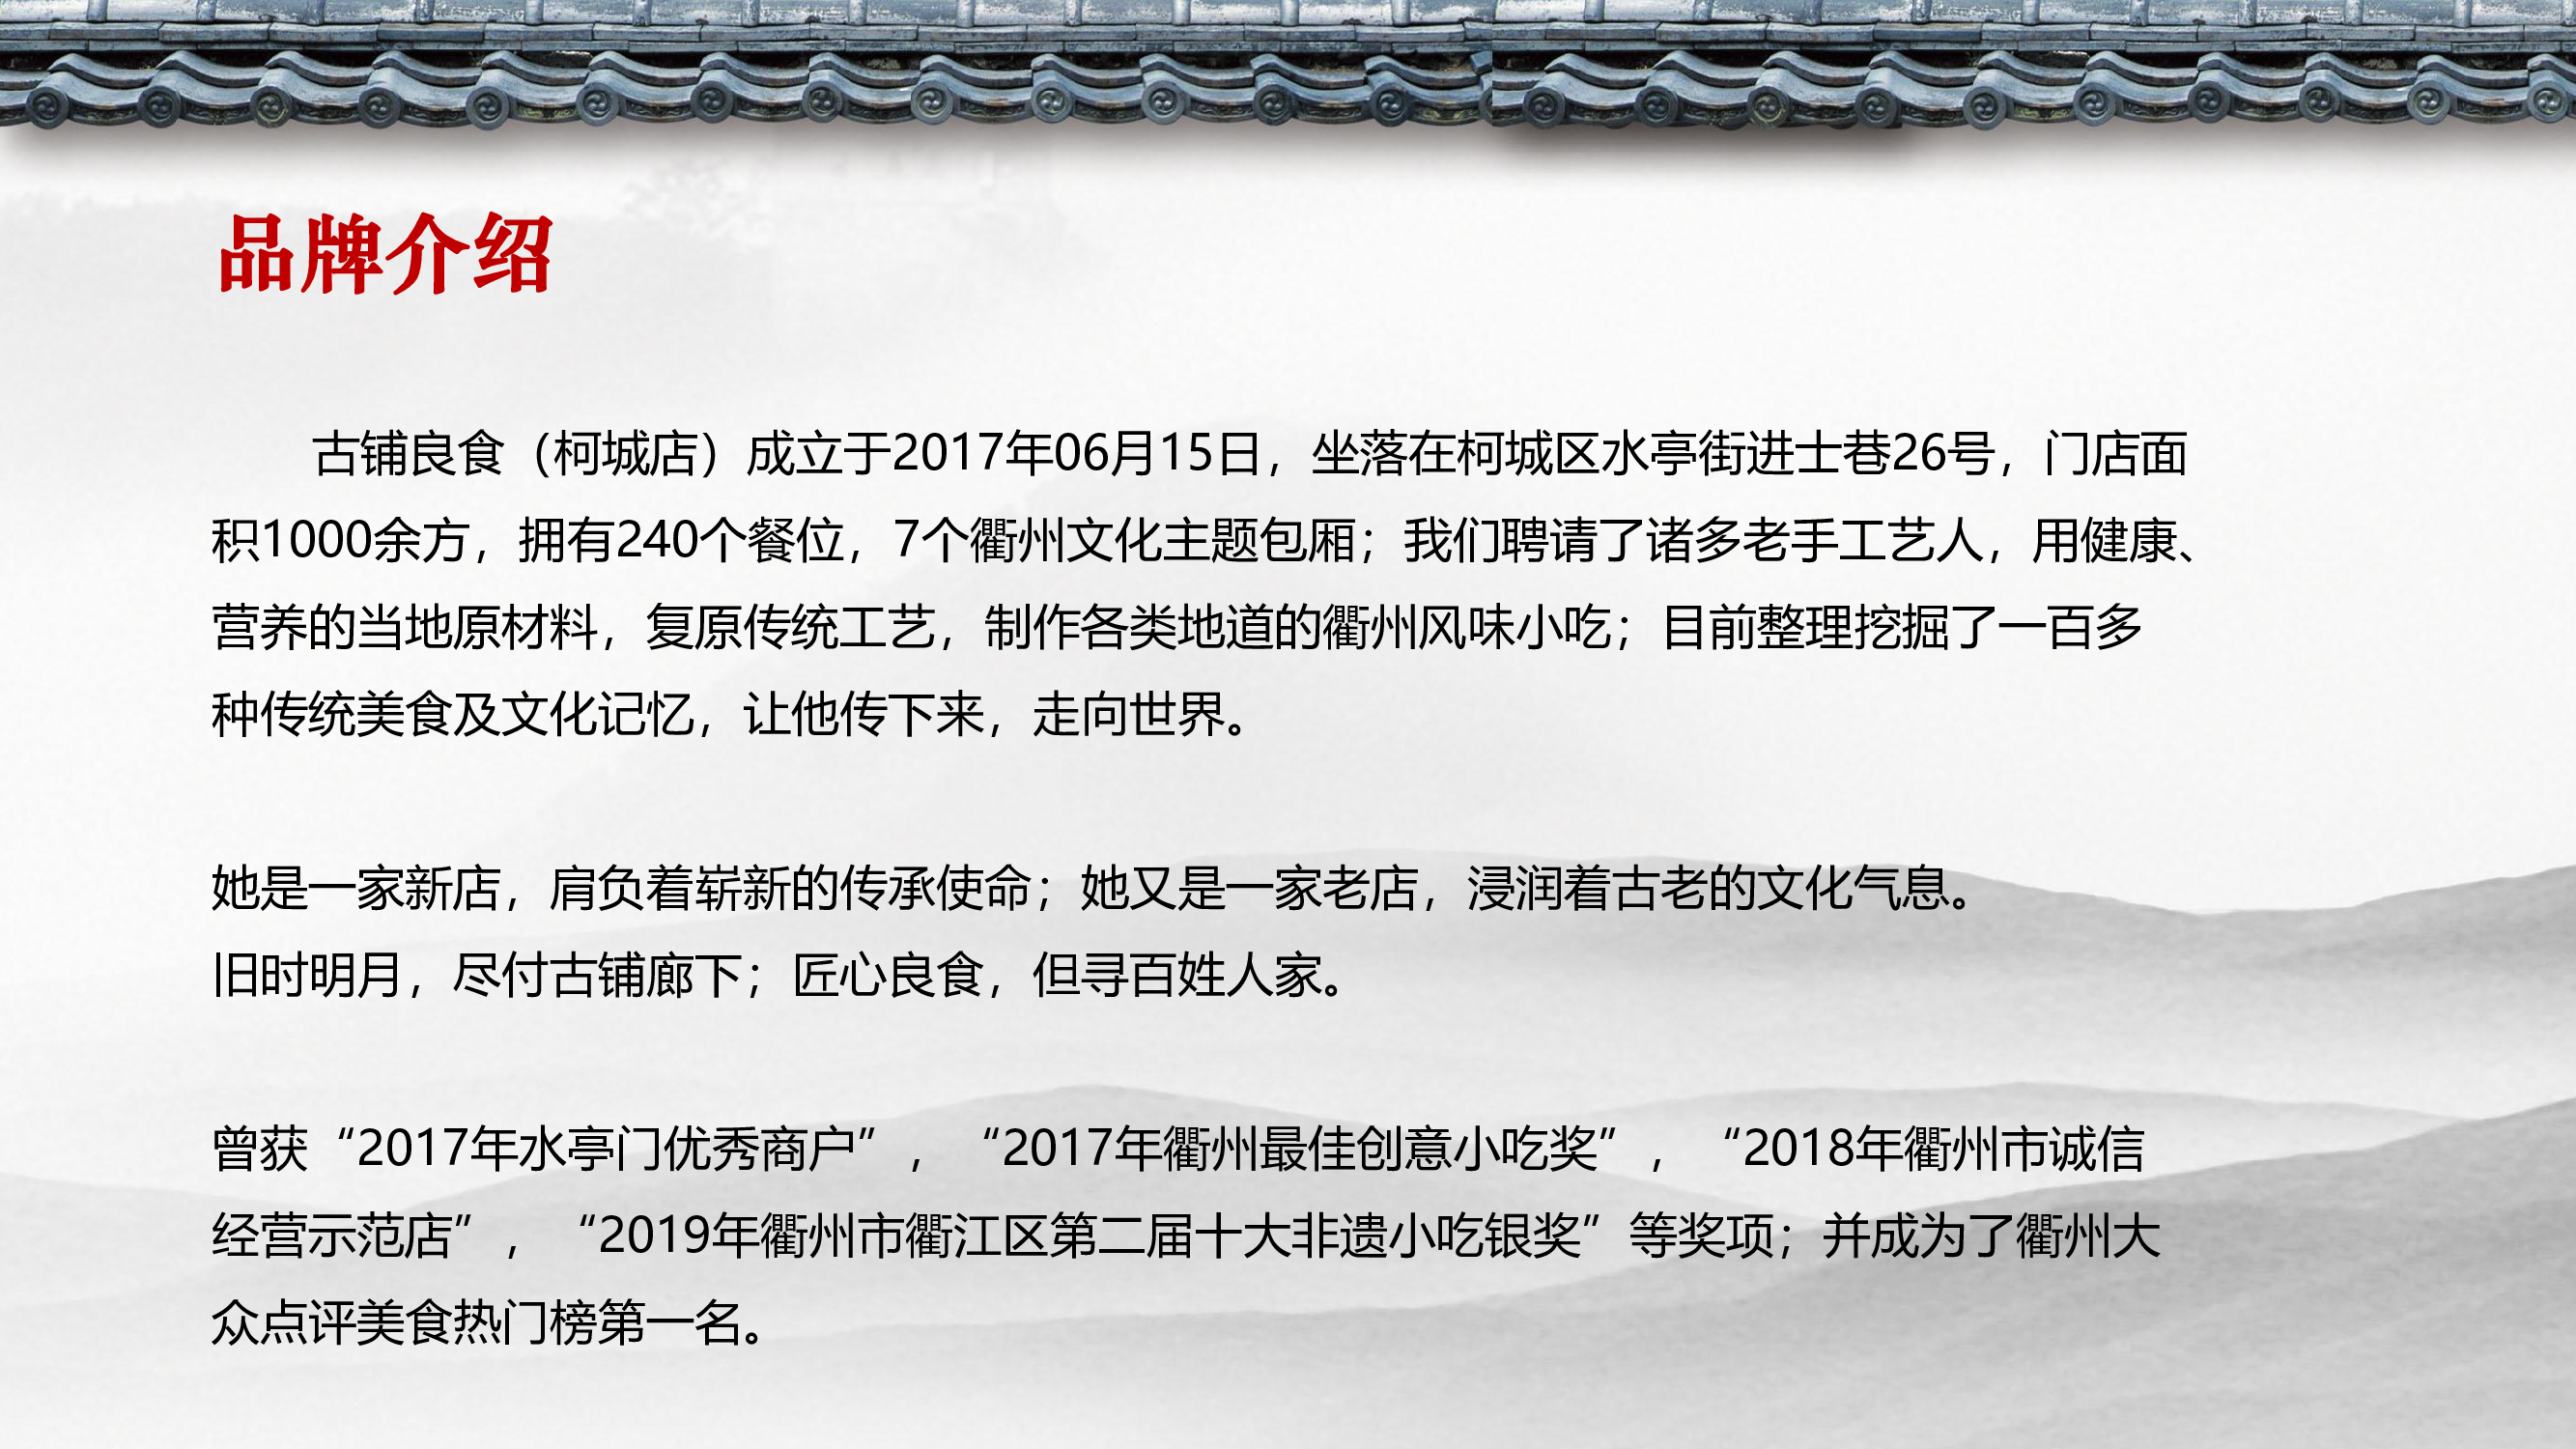 品牌介绍
古铺良食（柯城店）成立于2017年06月15日，坐落在柯城区水亭街进士巷26号，门店面
积1000余方，拥有240个餐位，7个衢州文化主题包厢；我们聘请了诸多老手工艺人，用健康、
营养的当地原材料，复原传统工艺，制作各类地道的衢州风味小吃；目前整理挖掘了一百多
种传统美食及文化记忆，让他传下来，走向世界。
她是一家新店，肩负着崭新的传承使命；她又是一家老店，浸润着古老的文化气息。
旧时明月，尽付古铺廊下；匠心良食，但寻百姓人家。
曾获“2017年水亭门优秀商户”，“2017年衢州最佳创意小吃奖”，“2018年衢州市诚信
经营示范店”，“2019年衢州市衢江区第二届十大非遗小吃银奖”等奖项；并成为了衢州大
众点评美食热门榜第一名。